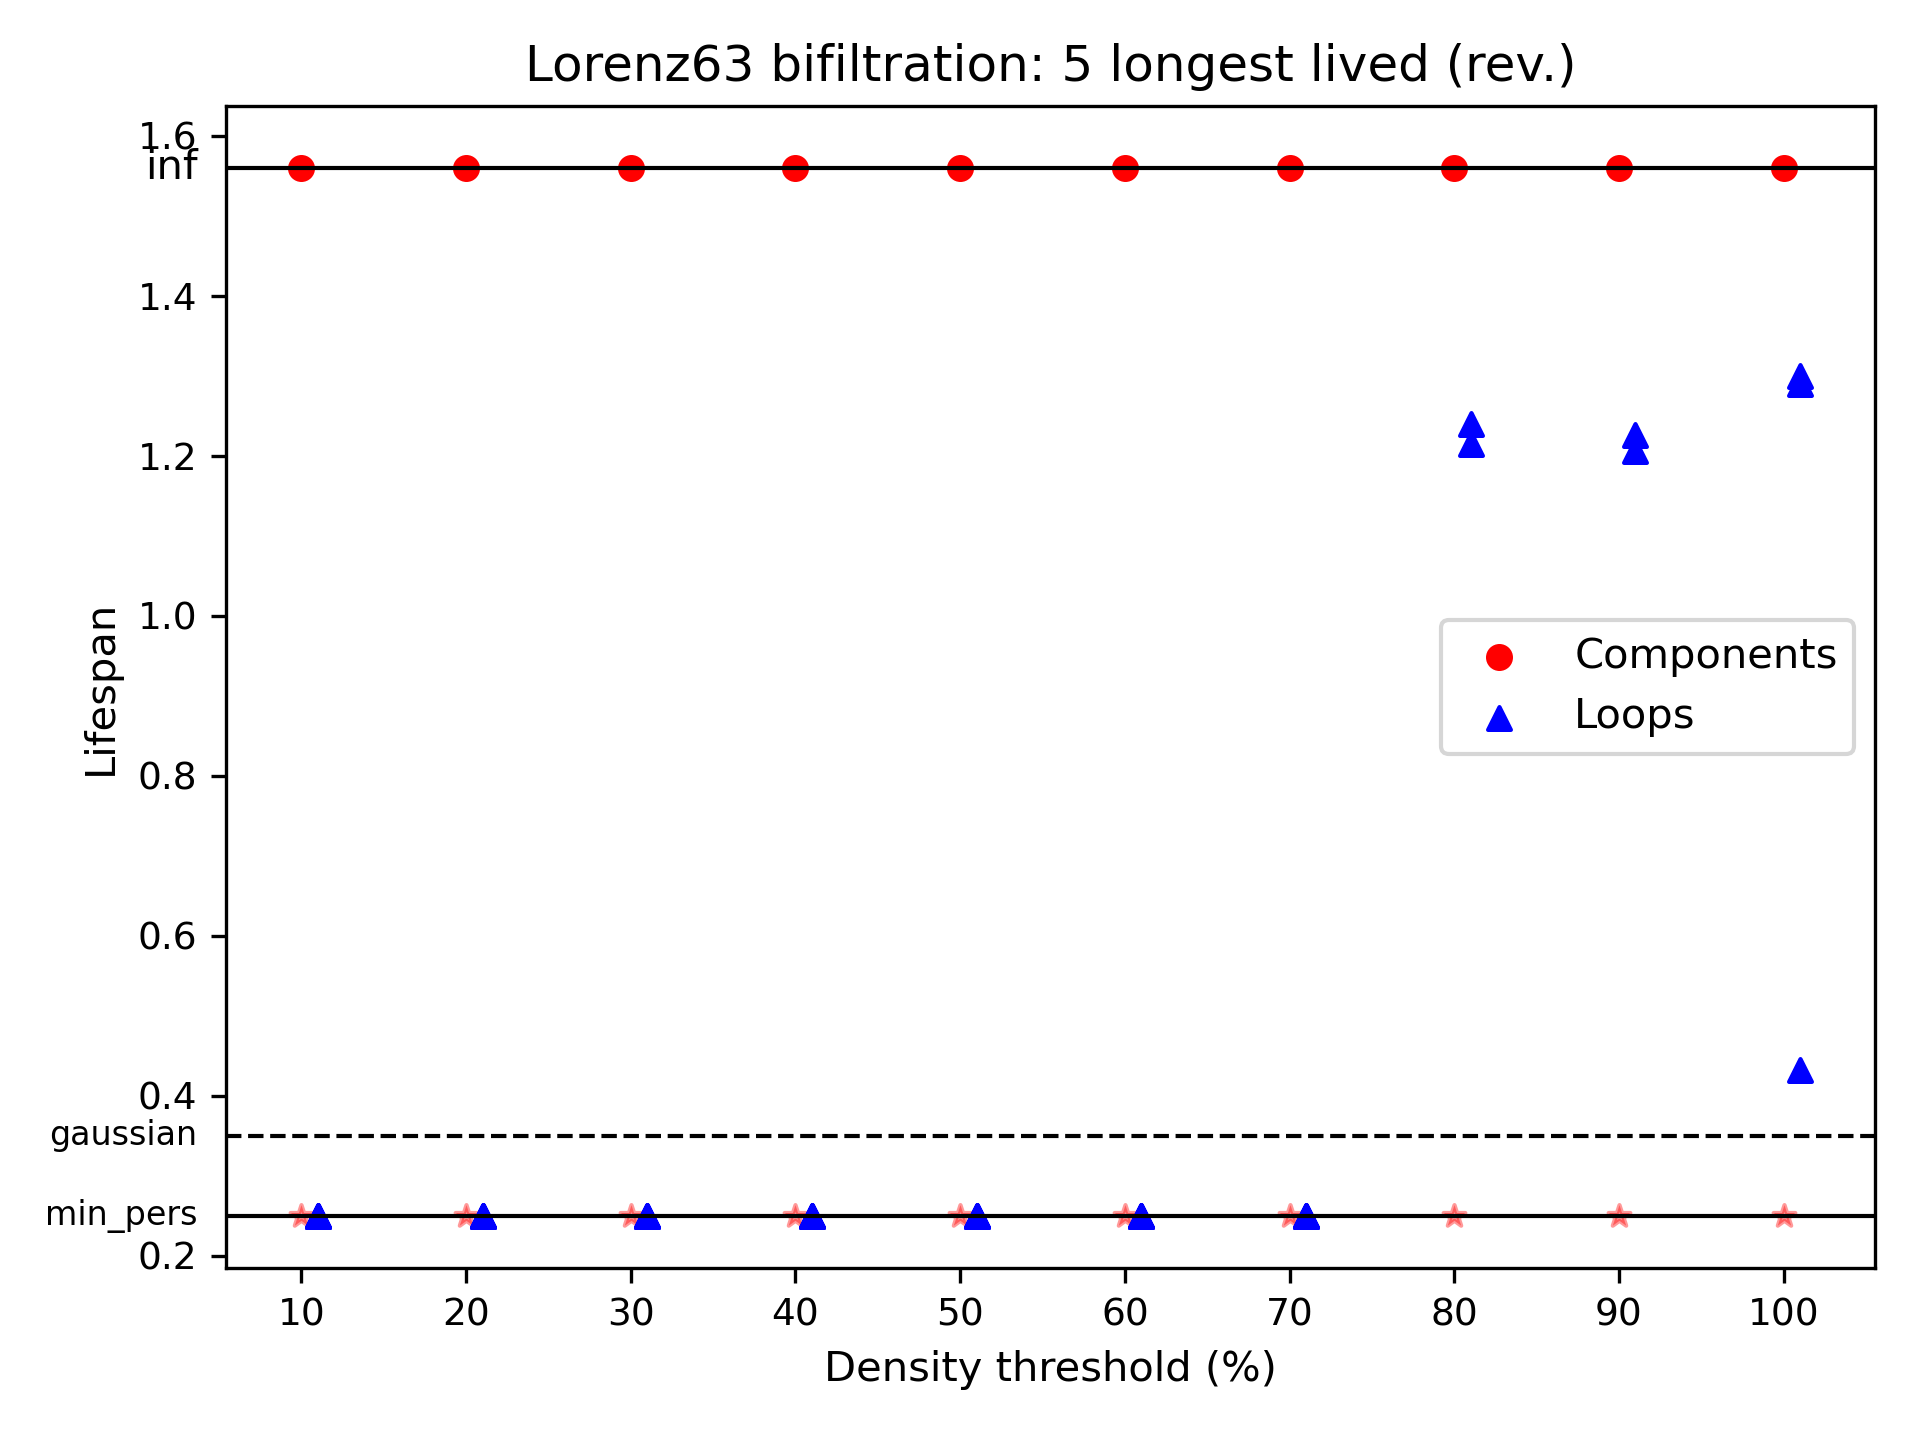 Lorenz63 bifiltration: 5 longest lived (rev.)
1.6
inf
1.4
1.2
1.0
0.8
0.6
0.4
gaussian
min_pers
0.2
Lifespan
Components
Loops
10 20 30 40 50 60 70 80 90 100
Density threshold (%)